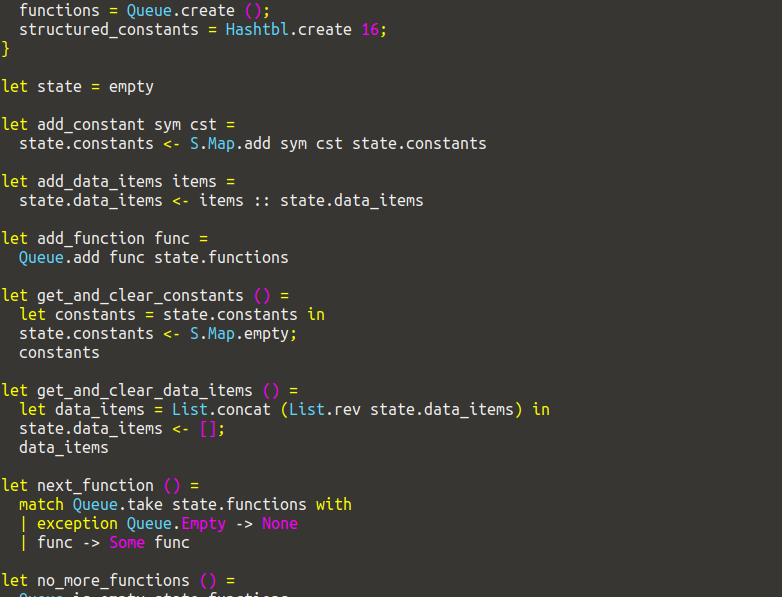 functions = Queue.create ();
structured_constants = Hashtbl.create 16;
}
let state = empty
let add_constant sym cst =
state.constants <- S.Map.add sym cst state.constants
let add_data_items items =
state.data_items <- items :: state.data_items
let add_function func =
Queue.add func state.functions
let get_and_clear_constants () =
let constants = state.constants in
state.constants <- S.Map.empty;
constants
let get_and_clear_data_items () =
let data_items = List.concat (List.rev state.data_items) in
state.data_items <- [];
data_items
let next_function () =
match Queue.take state.functions with
| exception Queue.Empty -> None
| func -> Some func
let no_more_functions () =
Queue.is_empty state.functions